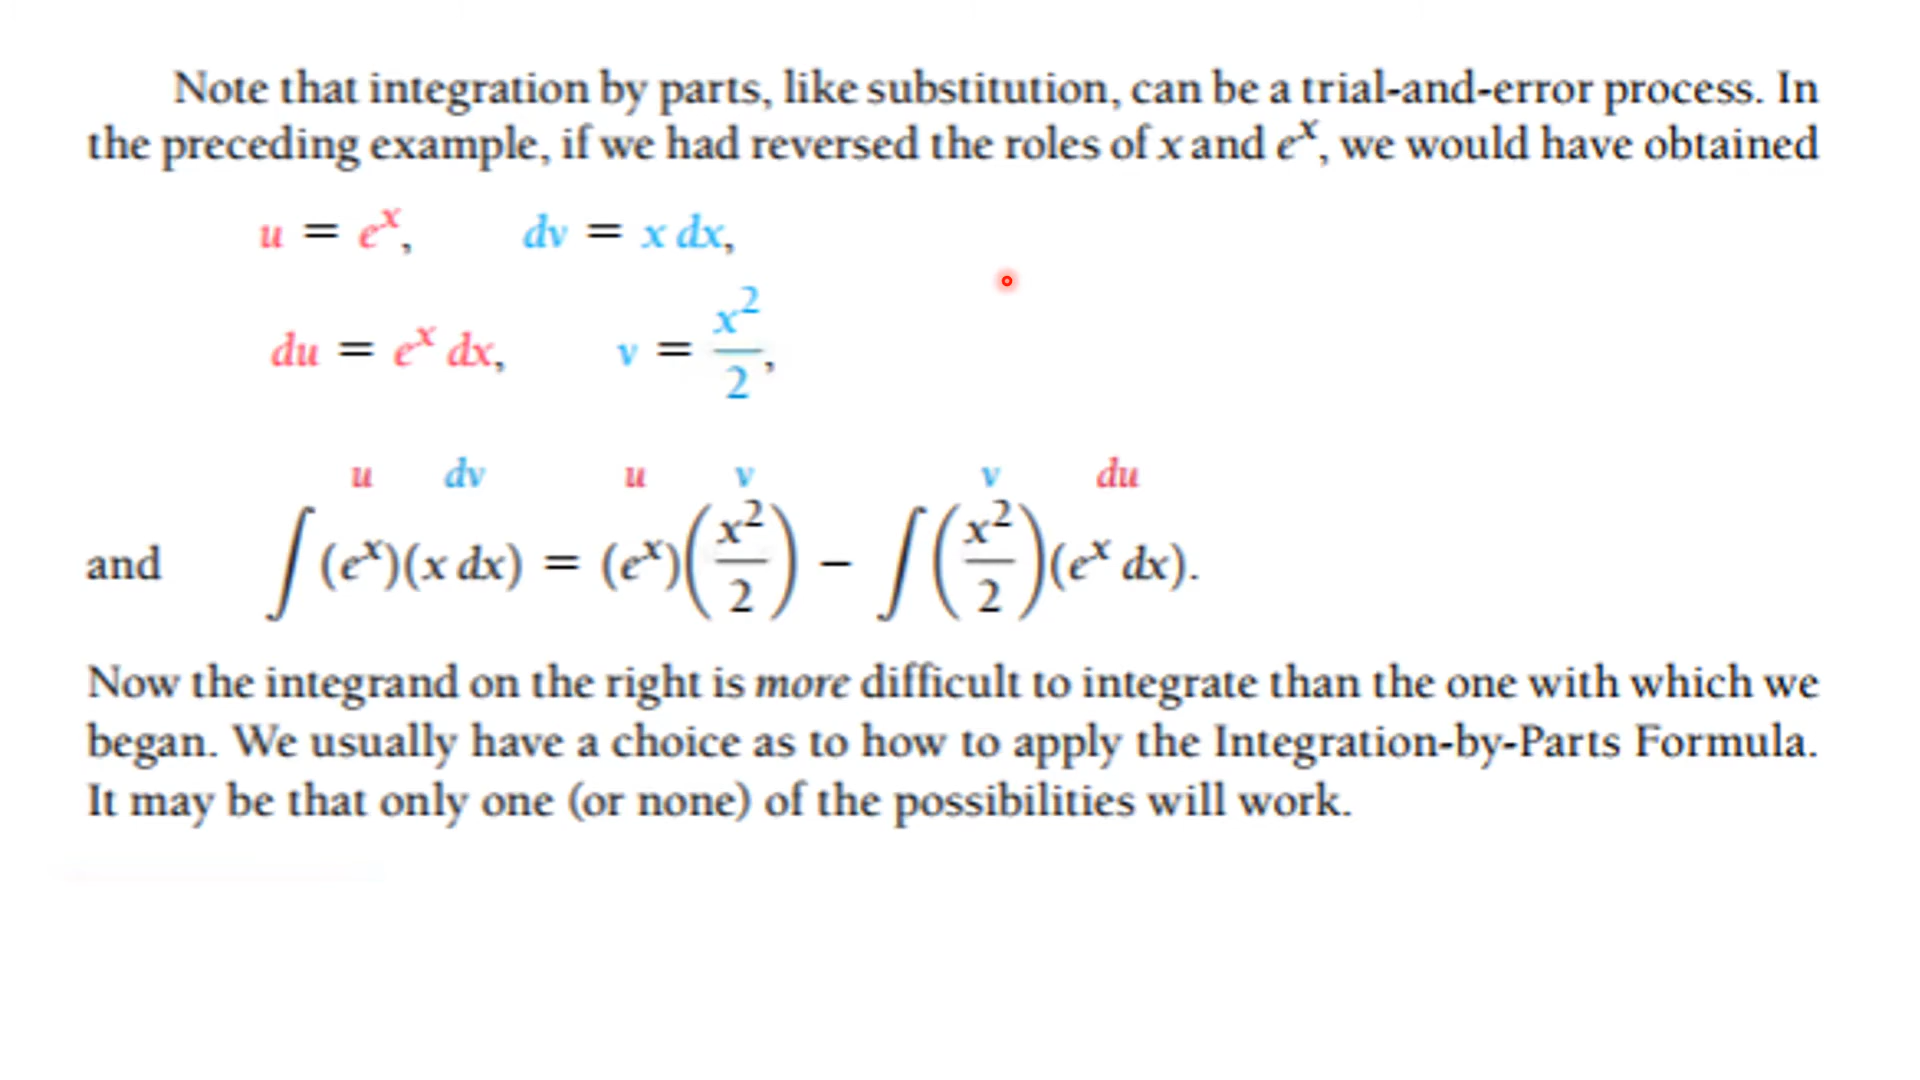 Note that integration by parts, like substitution, can be a trial-and-error process. In
the preceding example, if we had reversed the roles of x and eˣ, we would have obtained
u = eˣ, dv = x dx,
du = eˣ dx, v = x²/2,
u dv u v v du
and ∫(eˣ)(x dx) = (eˣ)(x²/2) − ∫(x²/2)(eˣ dx).
Now the integrand on the right is more difficult to integrate than the one with which we
began. We usually have a choice as to how to apply the Integration-by-Parts Formula.
It may be that only one (or none) of the possibilities will work.